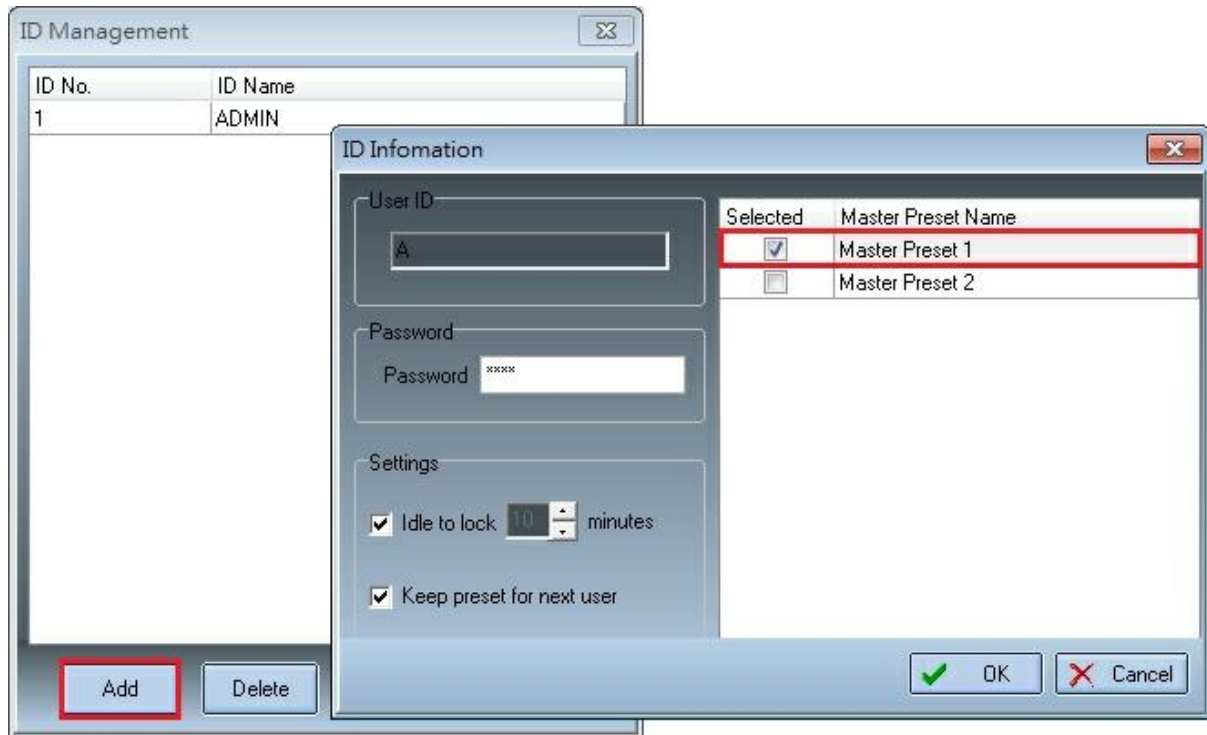 ID Management
ID No. ID Name
1 ADMIN
Add Delete
ID Infomation
User ID
A
Password
Password ****
Settings
Idle to lock 10 minutes
Keep preset for next user
Selected Master Preset Name
Master Preset 1
Master Preset 2
OK Cancel